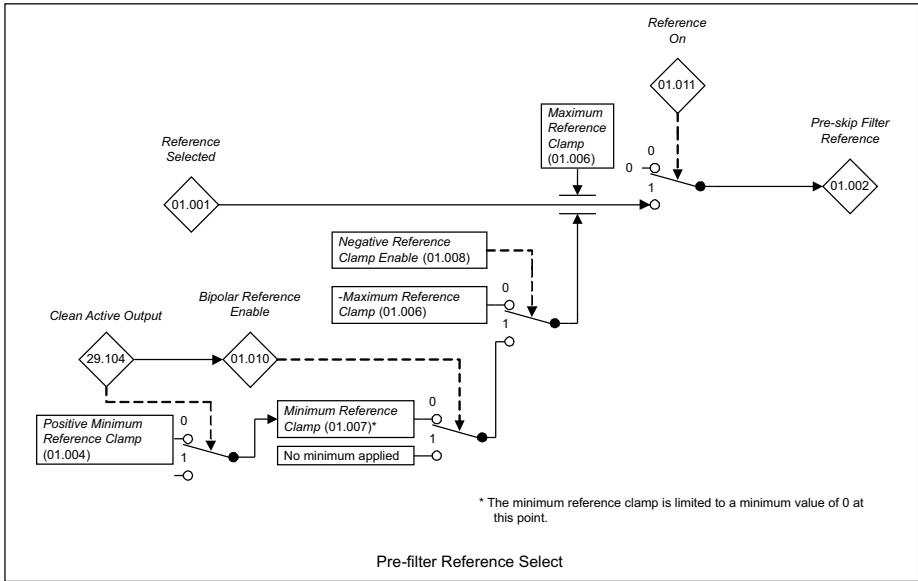 Reference
On
01.011
Maximum
Reference
Clamp
(01.006)
Pre-skip Filter
Reference
Reference
Selected
0
0
1
01.001
01.002
Negative Reference
Clamp Enable (01.008)
-Maximum Reference
Clamp (01.006)
0
1
Clean Active Output
Bipolar Reference
Enable
29.104
01.010
Positive Minimum
Reference Clamp
(01.004)
0
1
Minimum Reference
Clamp (01.007)*
0
1
No minimum applied
* The minimum reference clamp is limited to a minimum value of 0 at
this point.
Pre-filter Reference Select